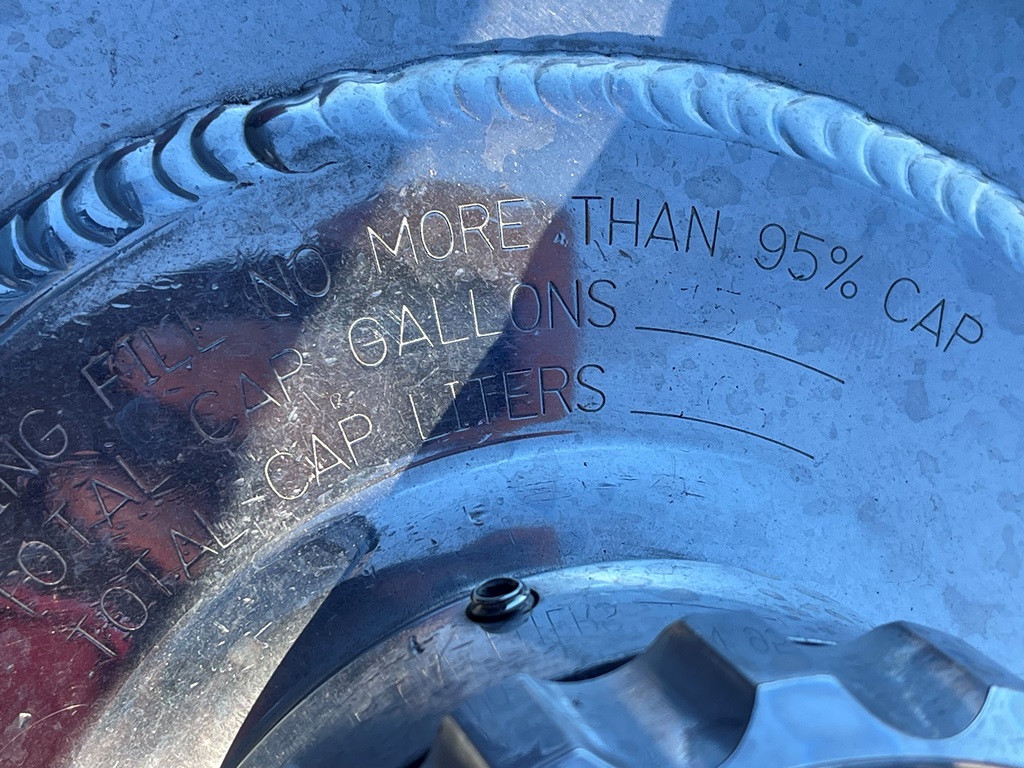 NG FILL NO MORE THAN 95% CAP
TOTAL CAP GALLONS
TOTAL-CAP LITERS